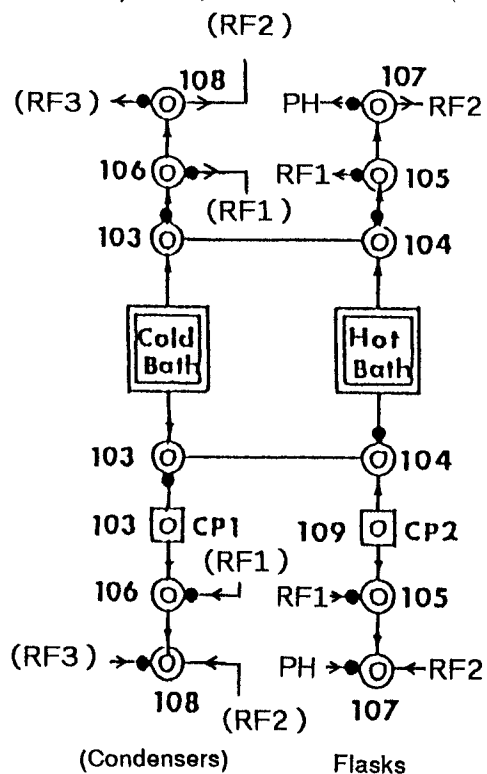 (RF2)
108 107
(RF3) O PH O RF2
106 O RF1 O 105
(RF1)
103 O O 104
Cold Bath Hot Bath
103 O O 104
103 O CP1 109 O CP2
(RF1)
106 O RF1 O 105
(RF3) O PH O RF2
108 (RF2) 107
(Condensers) Flasks